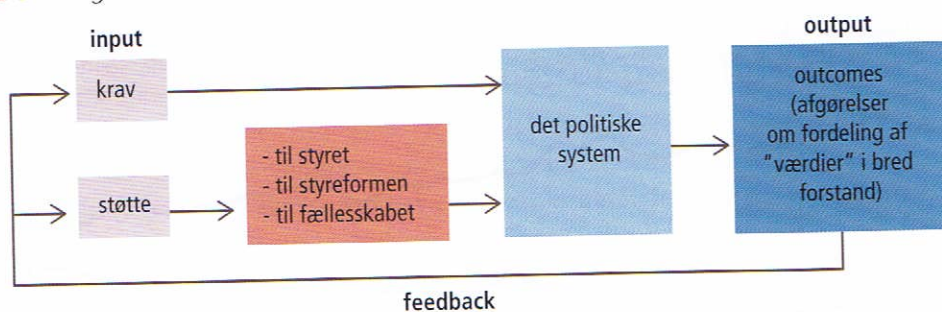 input
output
krav
støtte
- til styret
- til styreformen
- til fællesskabet
det politiske
system
outcomes
(afgørelser
om fordeling af
"værdier" i bred
forstand)
feedback